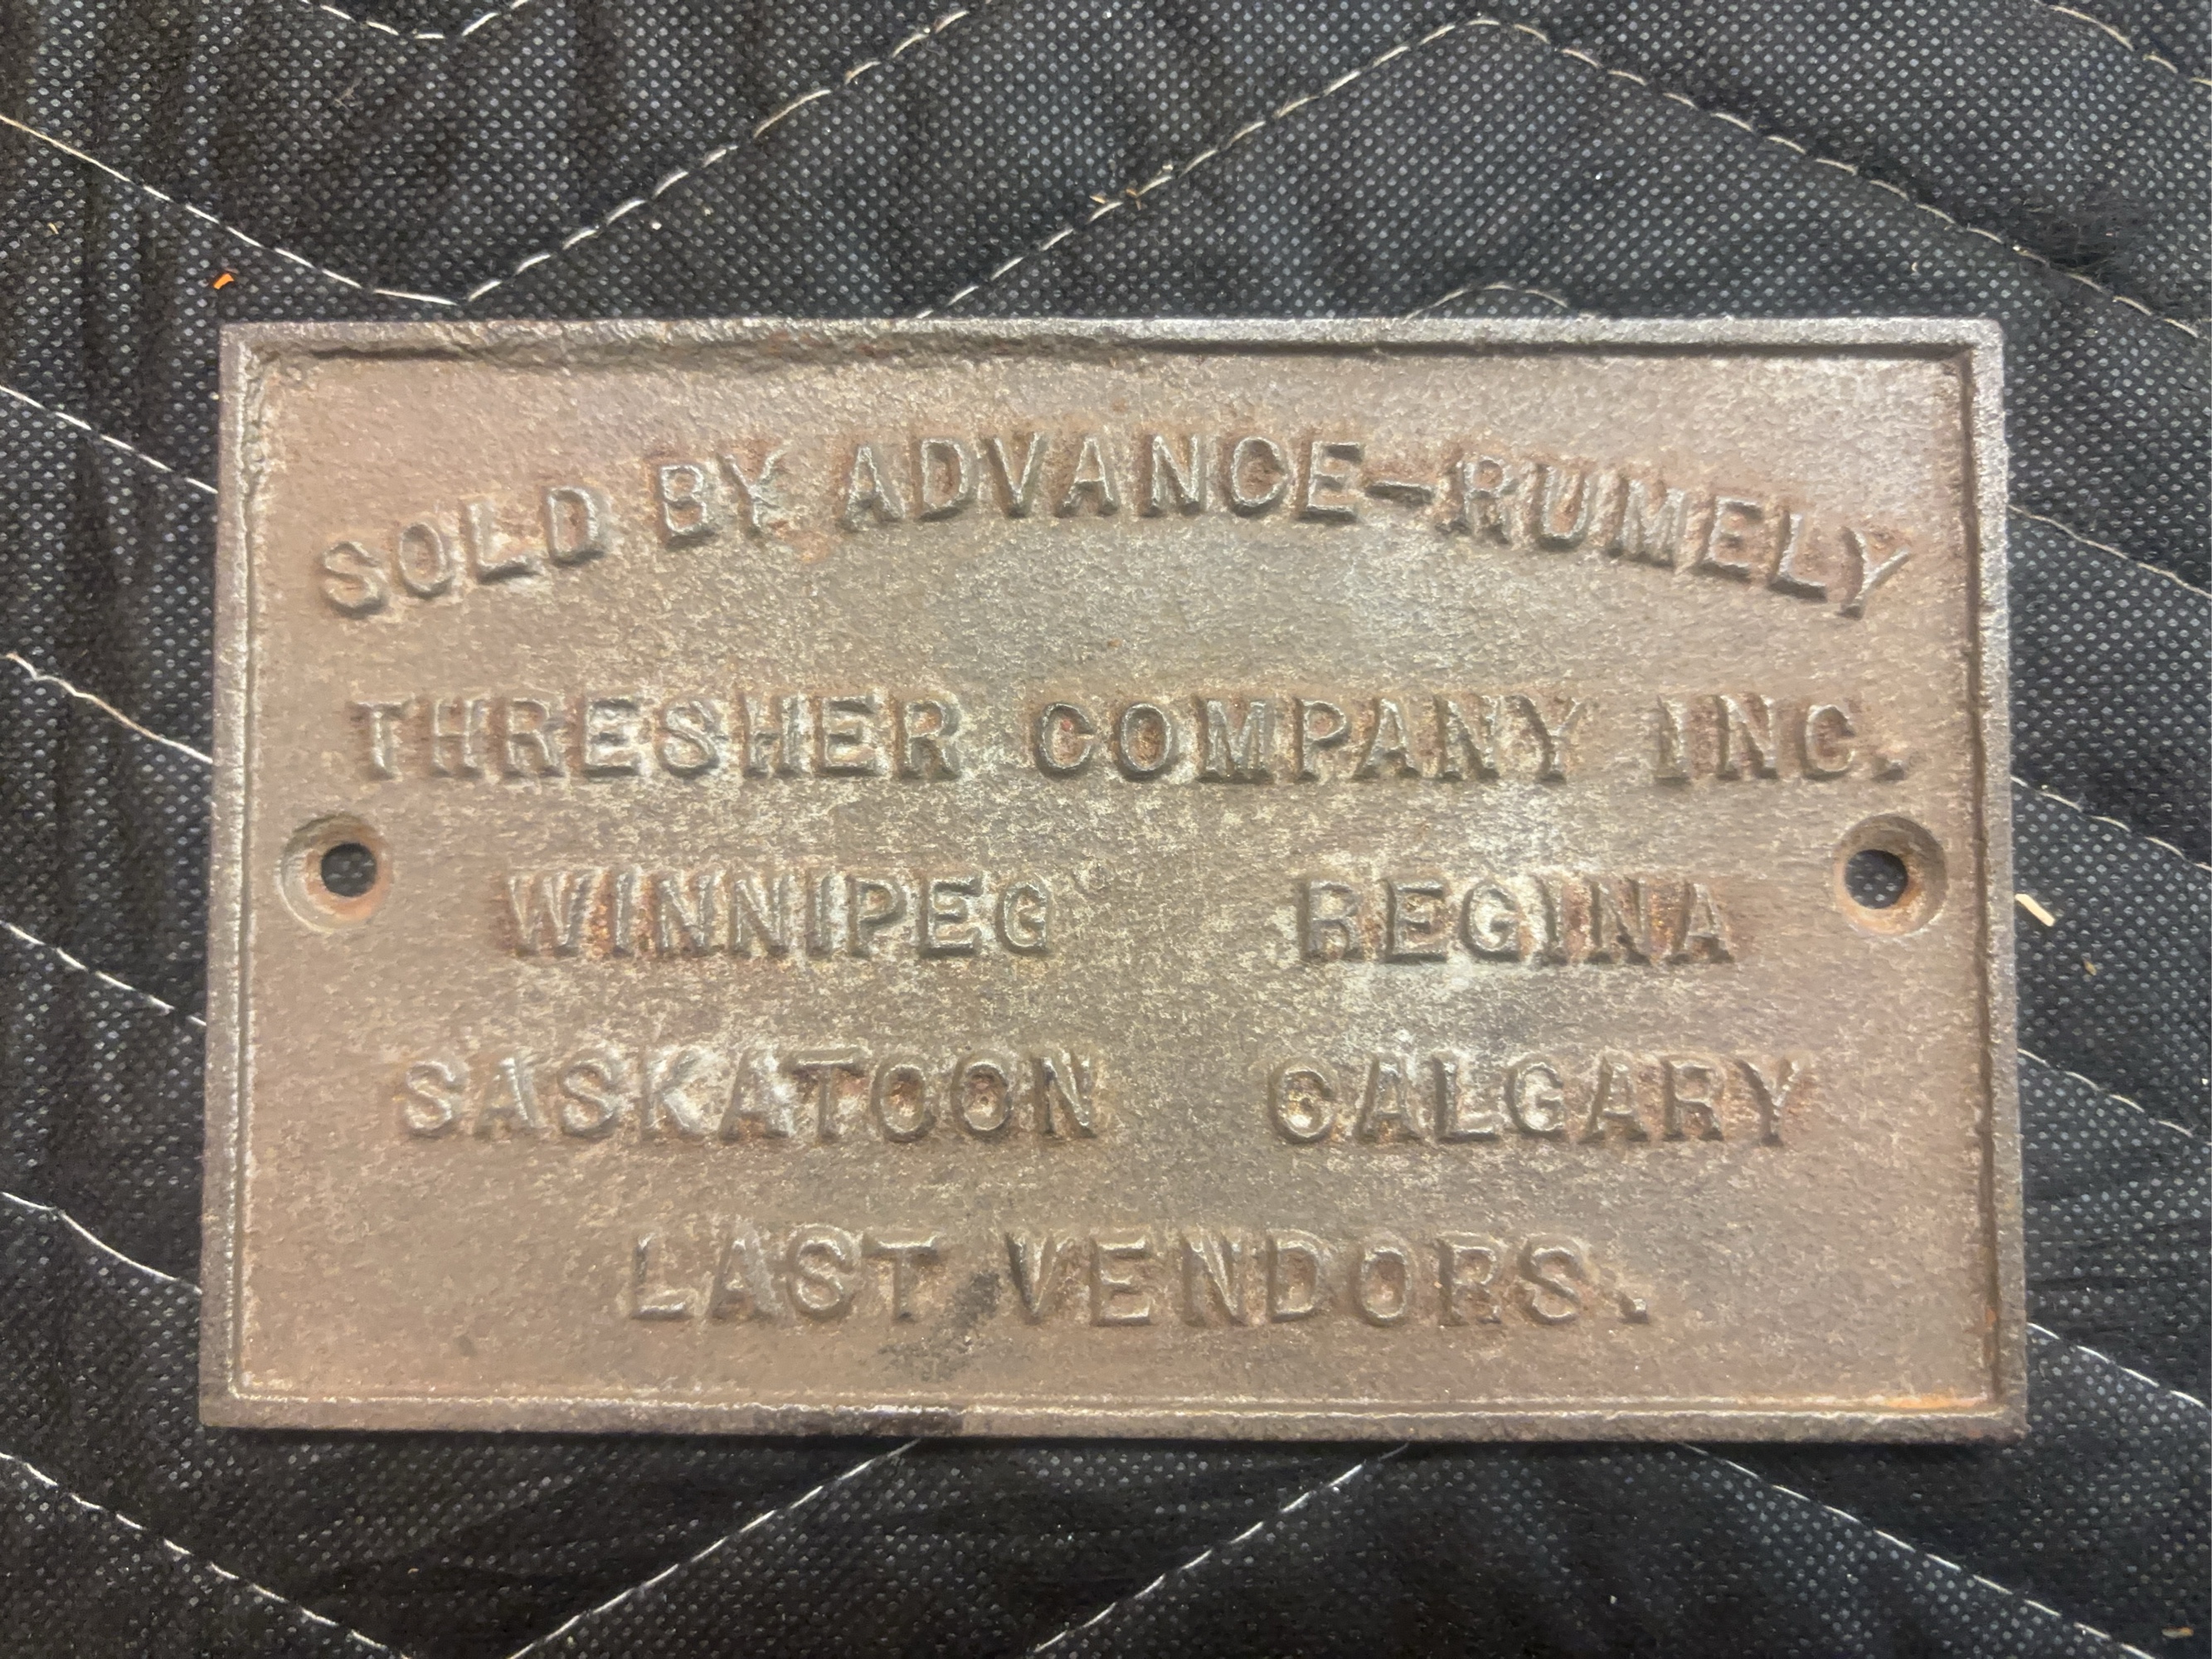 SOLD BY ADVANCE-RUMELY
THRESHER COMPANY INC.
WINNIPEG REGINA
SASKATOON CALGARY
LAST VENDORS.